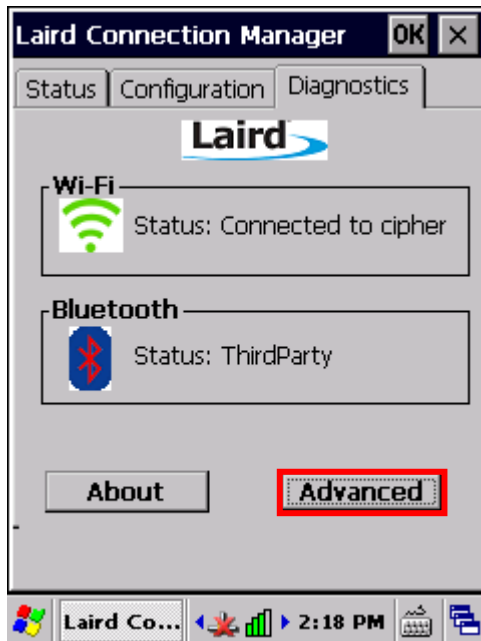 Laird Connection Manager OK ×
Status Configuration Diagnostics
Laird
Wi-Fi
Status: Connected to cipher
Bluetooth
Status: ThirdParty
About Advanced
Laird Co... 2:18 PM